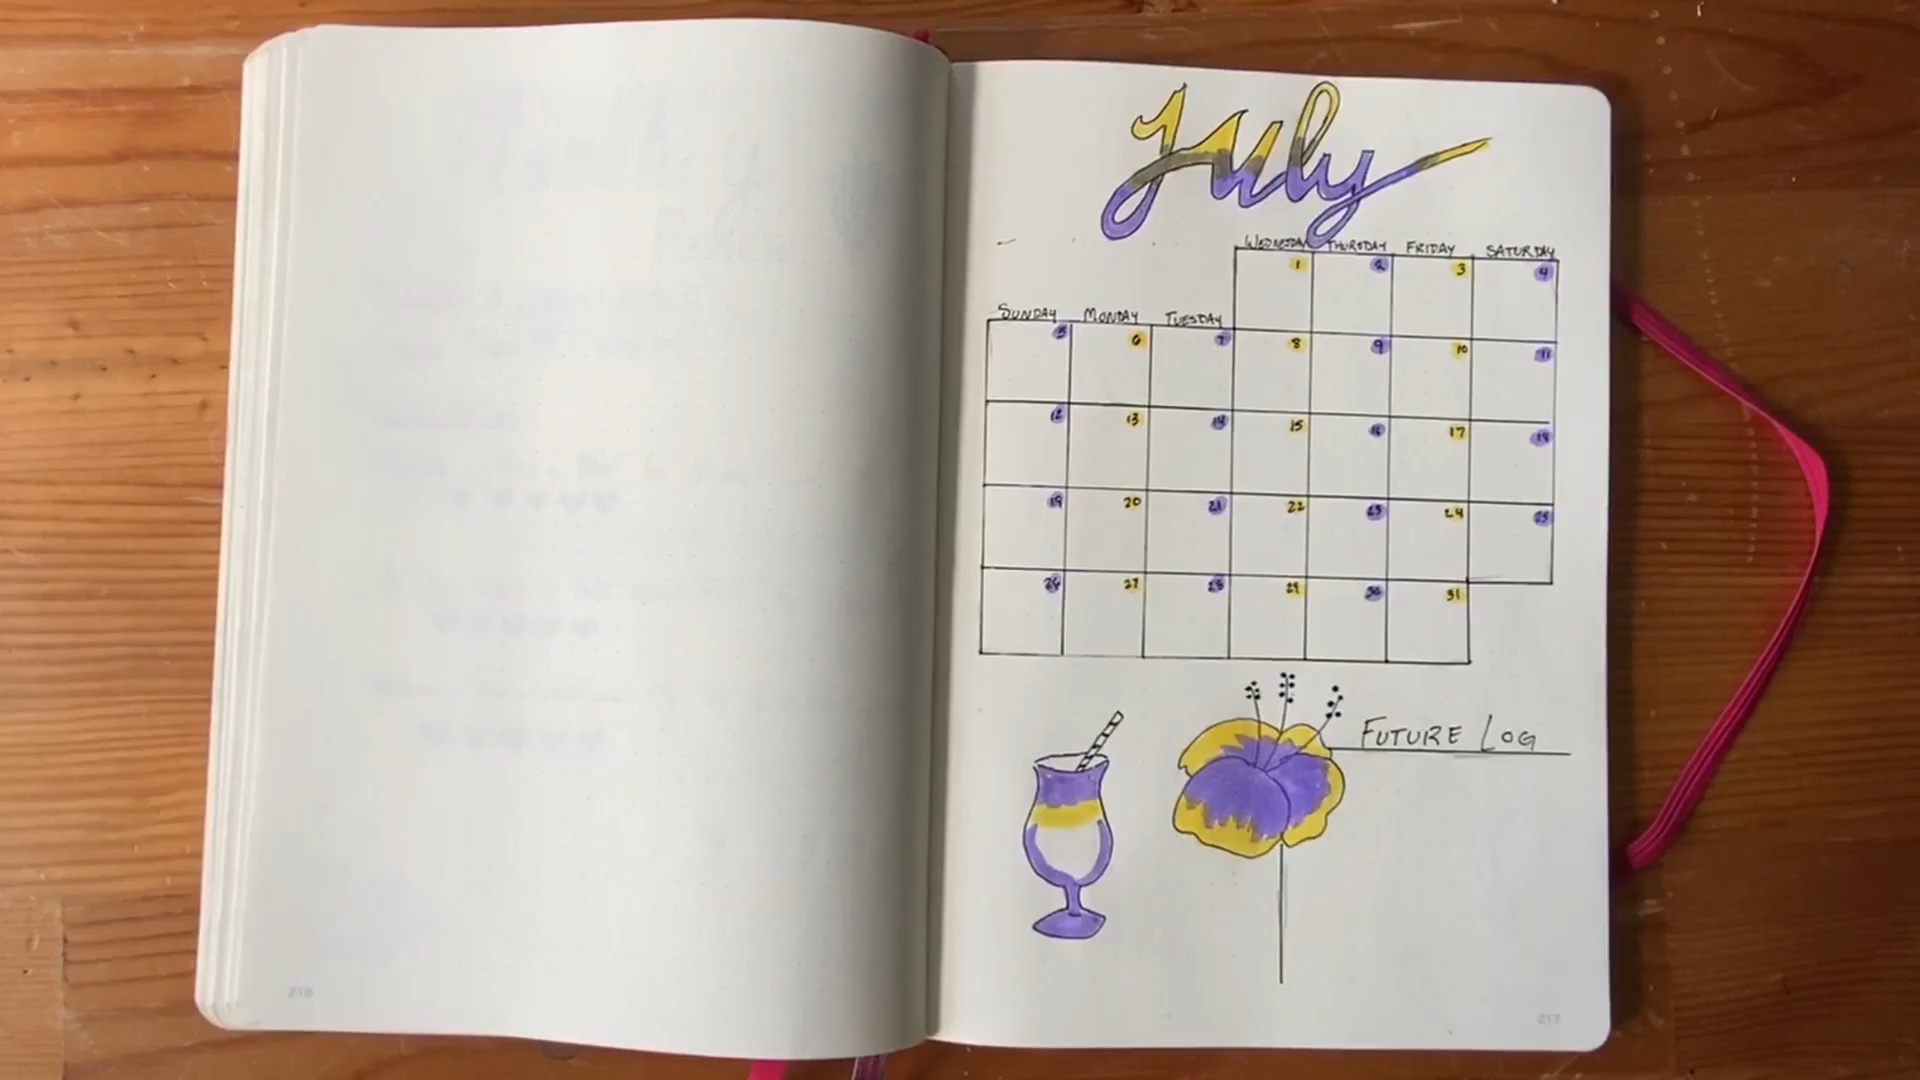 July
WEDNESDAY THURSDAY FRIDAY SATURDAY
1 2 3 4
SUNDAY MONDAY TUESDAY
5 6 7 8 9 10 11
12 13 14 15 16 17 18
19 20 21 22 23 24 25
26 27 28 29 30 31
FUTURE LOG
216
217